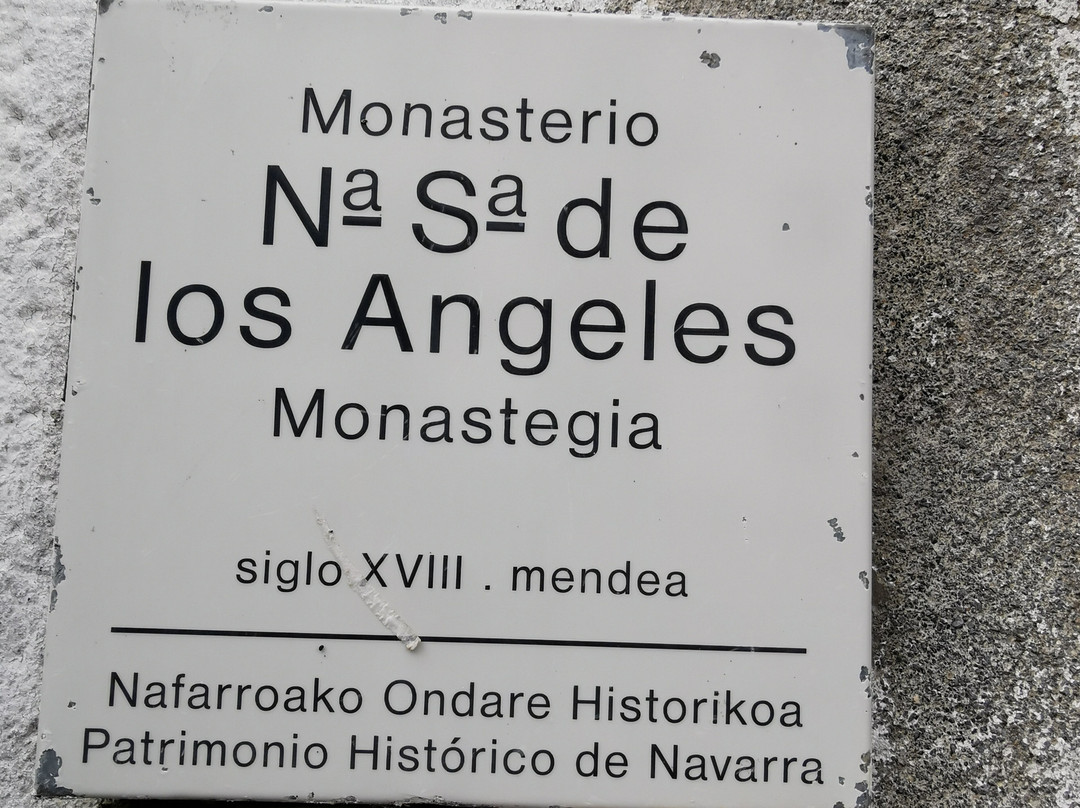 Monasterio
Nª Sª de
los Angeles
Monastegia
siglo XVIII . mendea
Nafarroako Ondare Historikoa
Patrimonio Histórico de Navarra